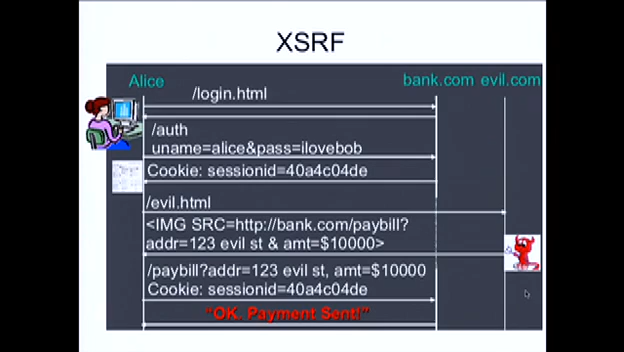 XSRF
Alice
bank.com evil.com
/login.html
/auth
uname=alice&pass=ilovebob
Cookie: sessionid=40a4c04de
/evil.html
<IMG SRC=http://bank.com/paybill?
addr=123 evil st & amt=$10000>
/paybill?addr=123 evil st, amt=$10000
Cookie: sessionid=40a4c04de
"OK. Payment Sent!"